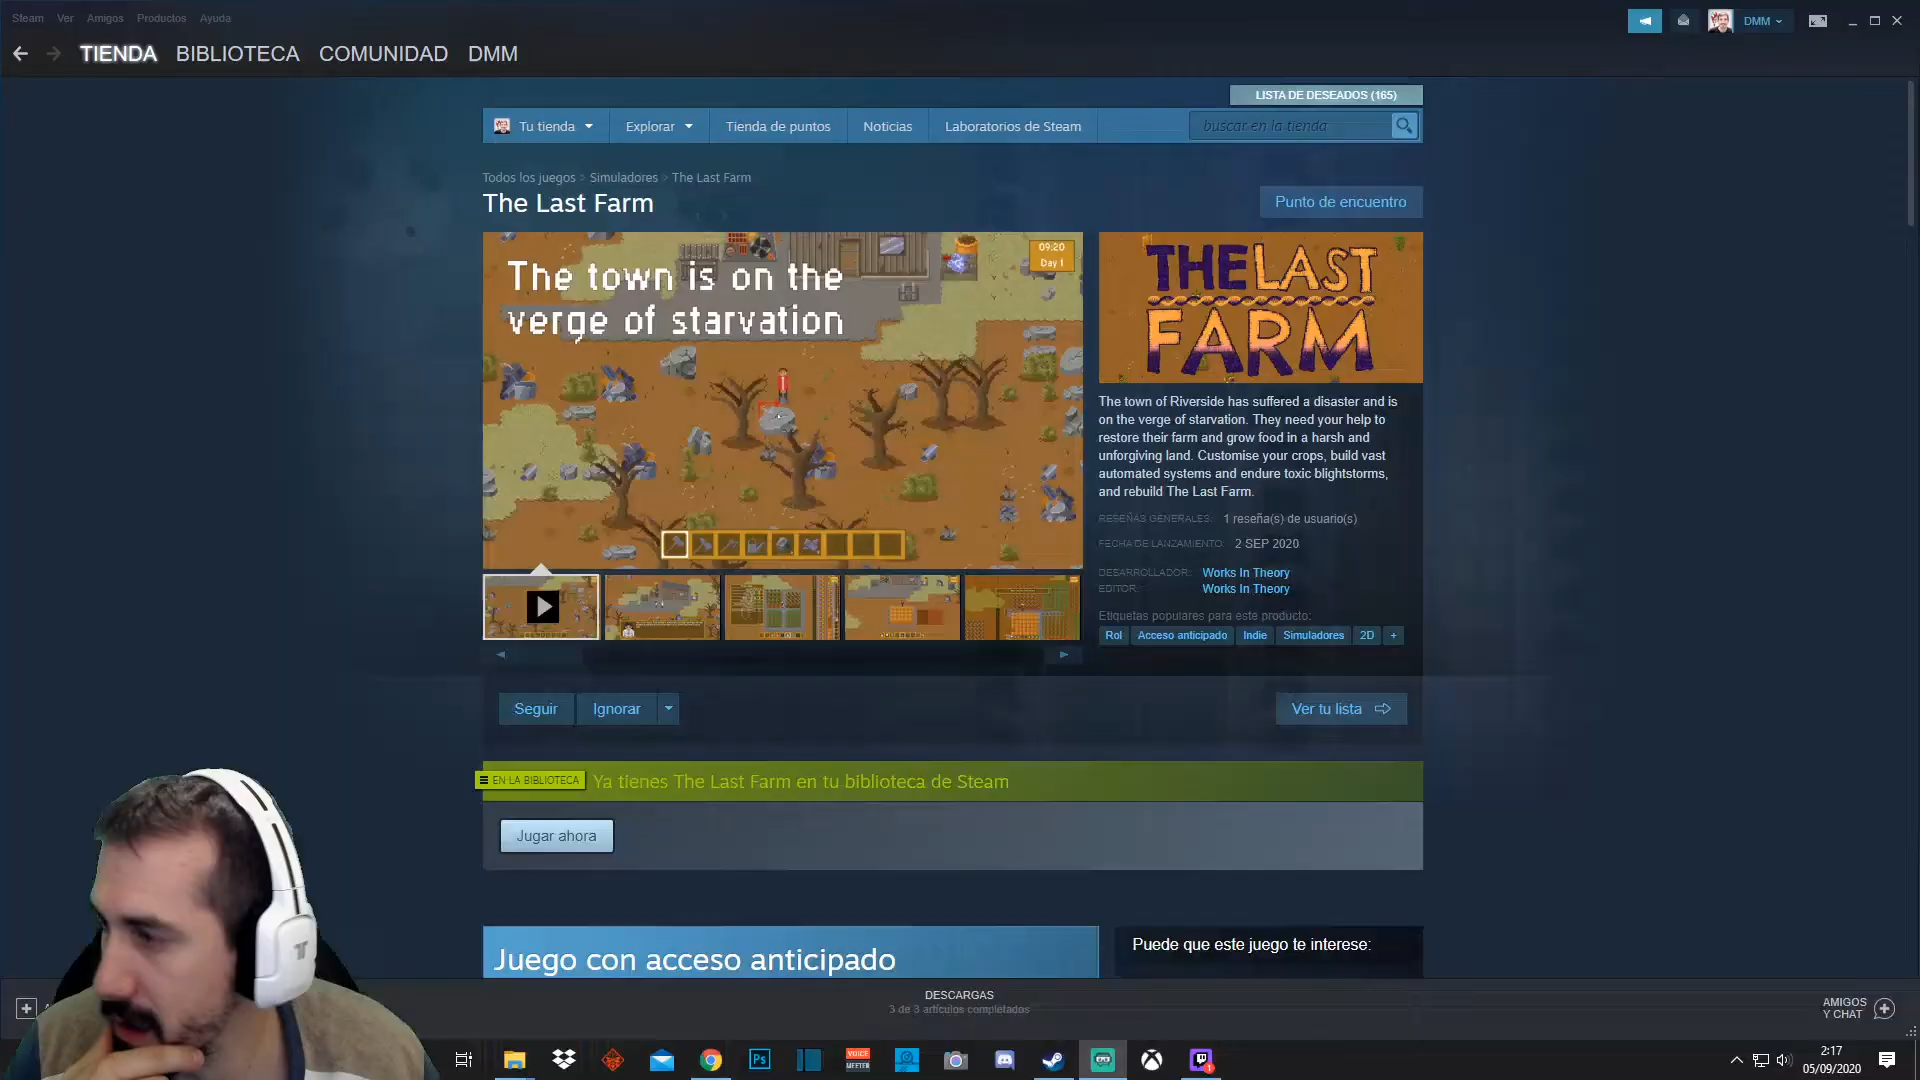 Steam Ver Amigos Productos Ayuda
DMM
TIENDA BIBLIOTECA COMUNIDAD DMM
LISTA DE DESEADOS (165)
Tu tienda Explorar Tienda de puntos Noticias Laboratorios de Steam buscar en la tienda
Todos los juegos > Simuladores > The Last Farm
The Last Farm
Punto de encuentro
The town is on the
verge of starvation
09:20
Day 1
THE LAST
FARM
The town of Riverside has suffered a disaster and is
on the verge of starvation. They need your help to
restore their farm and grow food in a harsh and
unforgiving land. Customise your crops, build vast
automated systems and endure toxic blightstorms,
and rebuild The Last Farm.
RESEÑAS GENERALES: 1 reseña(s) de usuario(s)
FECHA DE LANZAMIENTO: 2 SEP 2020
DESARROLLADOR: Works In Theory
EDITOR: Works In Theory
Etiquetas populares para este producto:
Rol Acceso anticipado Indie Simuladores 2D +
Seguir Ignorar
Ver tu lista
EN LA BIBLIOTECA Ya tienes The Last Farm en tu biblioteca de Steam
Jugar ahora
Juego con acceso anticipado
Puede que este juego te interese:
DESCARGAS
3 de 3 artículos completados
AMIGOS
Y CHAT
Ps
VOICE
MEETER
2:17
05/09/2020